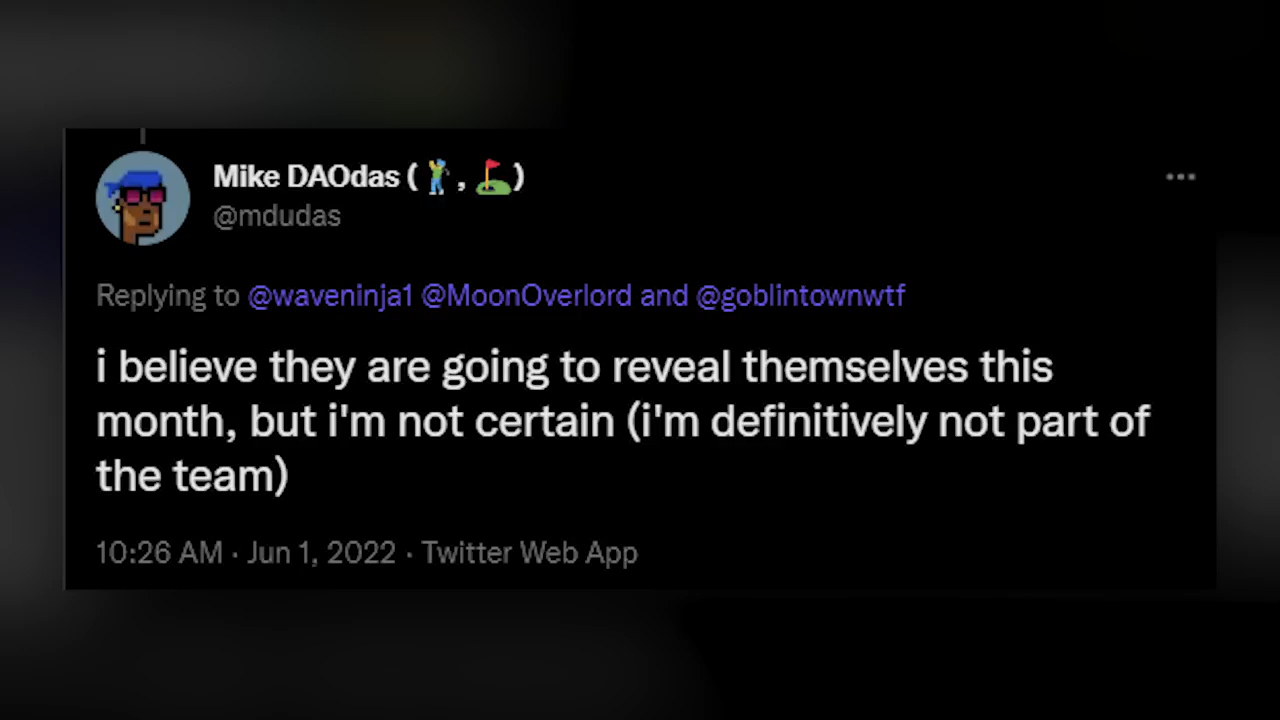 Mike DAOdas (🏌️, ⛳)
@mdudas
Replying to @waveninja1 @MoonOverlord and @goblintownwtf
i believe they are going to reveal themselves this
month, but i'm not certain (i'm definitively not part of
the team)
10:26 AM · Jun 1, 2022 · Twitter Web App